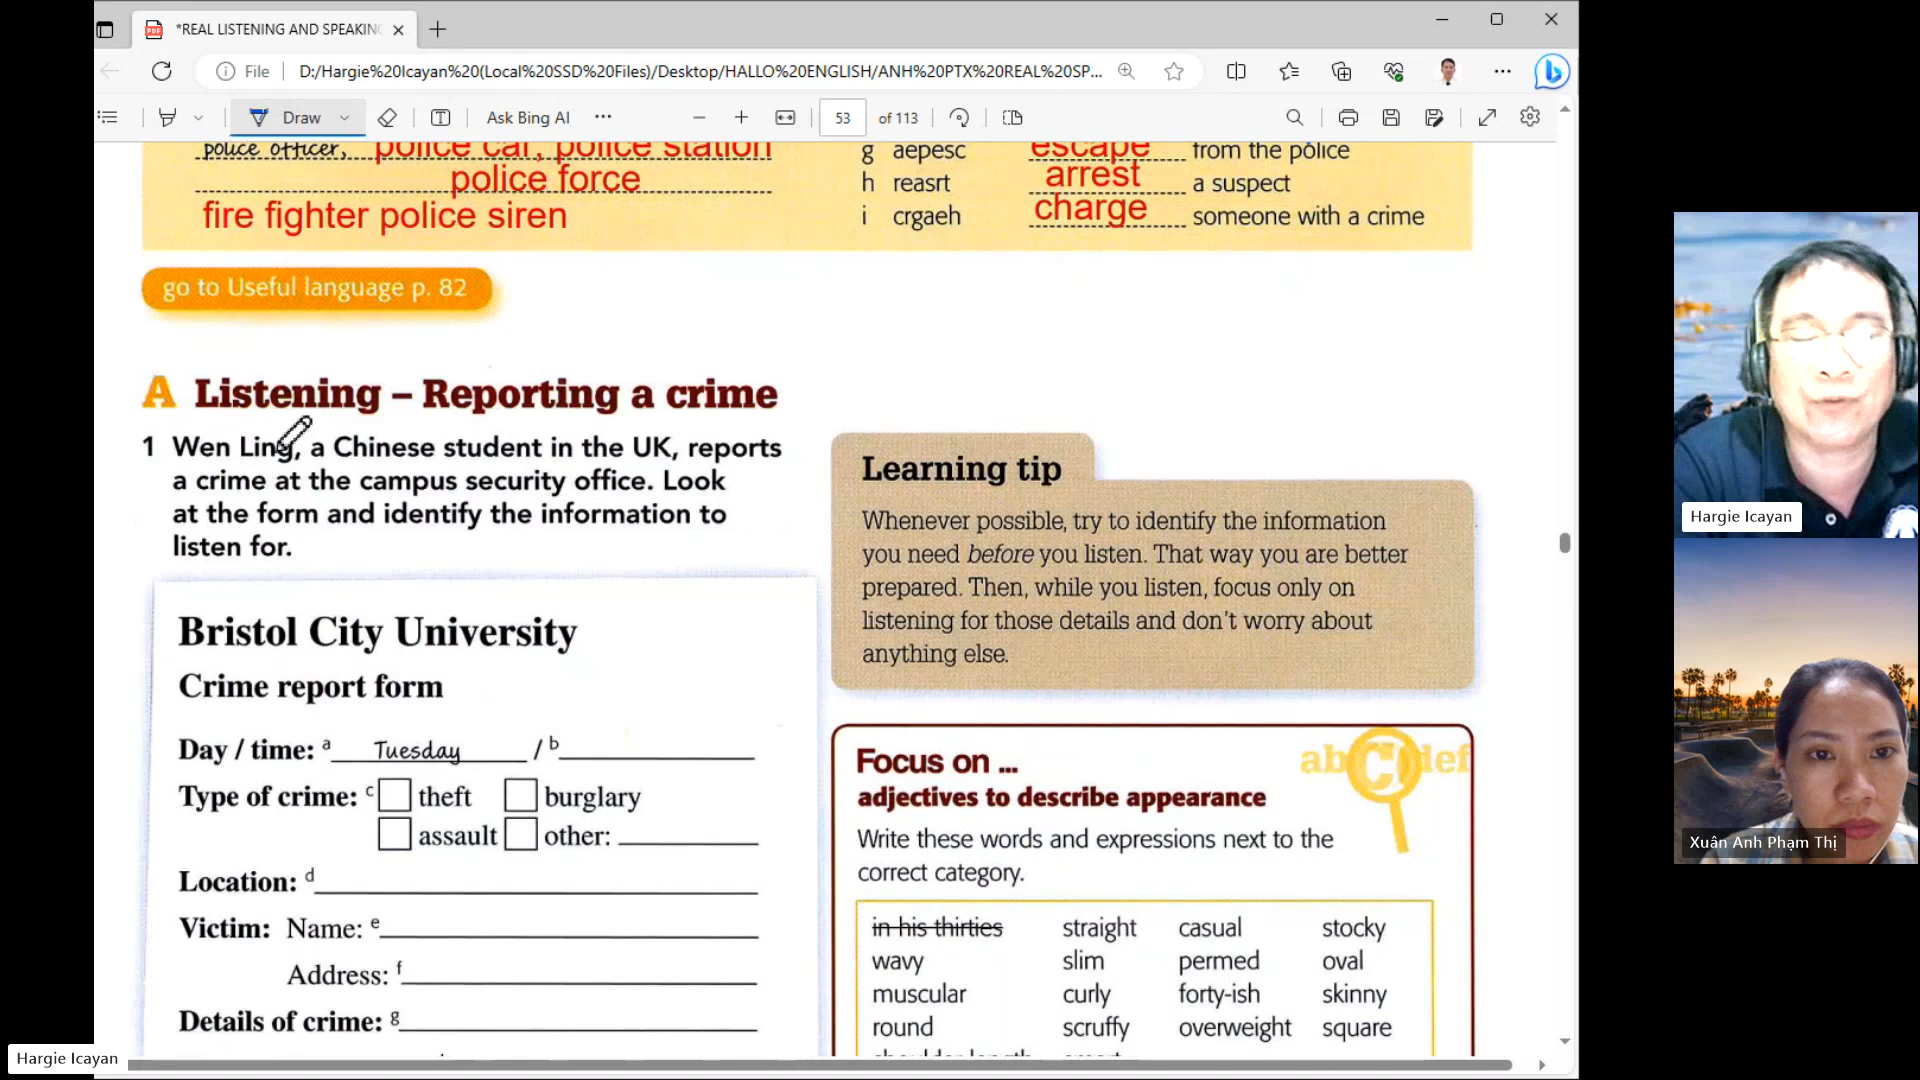 *REAL LISTENING AND SPEAKING
File
D:/Hargie%20Icayan%20(Local%20SSD%20Files)/Desktop/HALLO%20ENGLISH/ANH%20PTX%20REAL%20SP...
Draw
Ask Bing AI
53 of 113
police officer, police car, police station
police force
fire fighter police siren
g aepesc escape from the police
h reasrt arrest a suspect
i crgaeh charge someone with a crime
go to Useful language p. 82
A Listening – Reporting a crime
1 Wen Ling, a Chinese student in the UK, reports
a crime at the campus security office. Look
at the form and identify the information to
listen for.
Bristol City University
Crime report form
Day / time: a Tuesday / b
Type of crime: c theft burglary
assault other:
Location: d
Victim: Name: e
Address: f
Details of crime: g
Learning tip
Whenever possible, try to identify the information
you need before you listen. That way you are better
prepared. Then, while you listen, focus only on
listening for those details and don't worry about
anything else.
Focus on ...
adjectives to describe appearance
abCdef
Write these words and expressions next to the
correct category.
in his thirties straight casual stocky
wavy slim permed oval
muscular curly forty-ish skinny
round scruffy overweight square
shoulder-length smart
Hargie Icayan
Xuân Anh Phạm Thị
Hargie Icayan